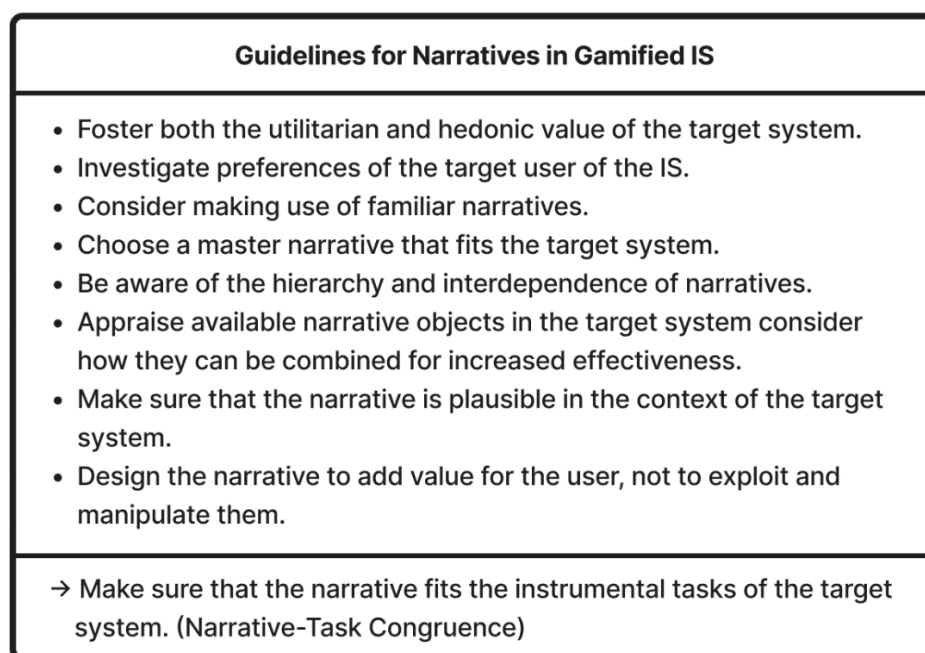 Guidelines for Narratives in Gamified IS
• Foster both the utilitarian and hedonic value of the target system.
• Investigate preferences of the target user of the IS.
• Consider making use of familiar narratives.
• Choose a master narrative that fits the target system.
• Be aware of the hierarchy and interdependence of narratives.
• Appraise available narrative objects in the target system consider
how they can be combined for increased effectiveness.
• Make sure that the narrative is plausible in the context of the target
system.
• Design the narrative to add value for the user, not to exploit and
manipulate them.
→ Make sure that the narrative fits the instrumental tasks of the target
system. (Narrative-Task Congruence)